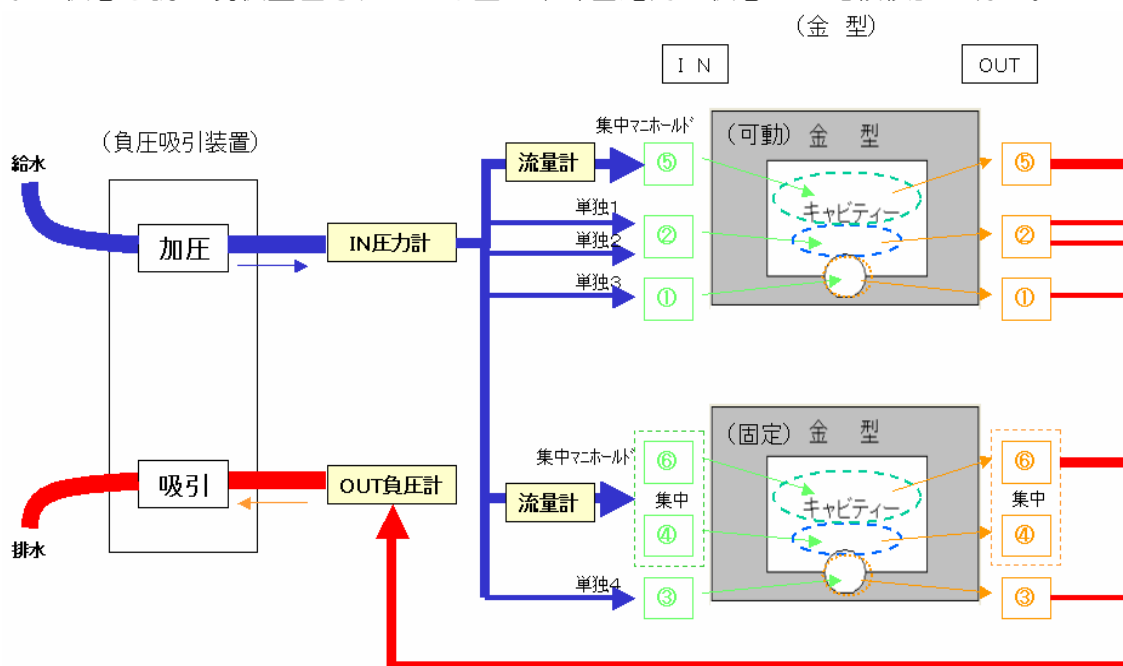 (金 型)
ＩＮ
OUT
(負圧吸引装置)
給水
加圧
IN圧力計
流量計
集中マニホールド
⑤
単独1
単独2
②
単独3
①
(可動) 金 型
キャビティー
⑤
②
①
吸引
OUT負圧計
排水
集中マニホールド
流量計
⑥
集中
④
単独4
③
(固定) 金 型
キャビティー
⑥
集中
④
③